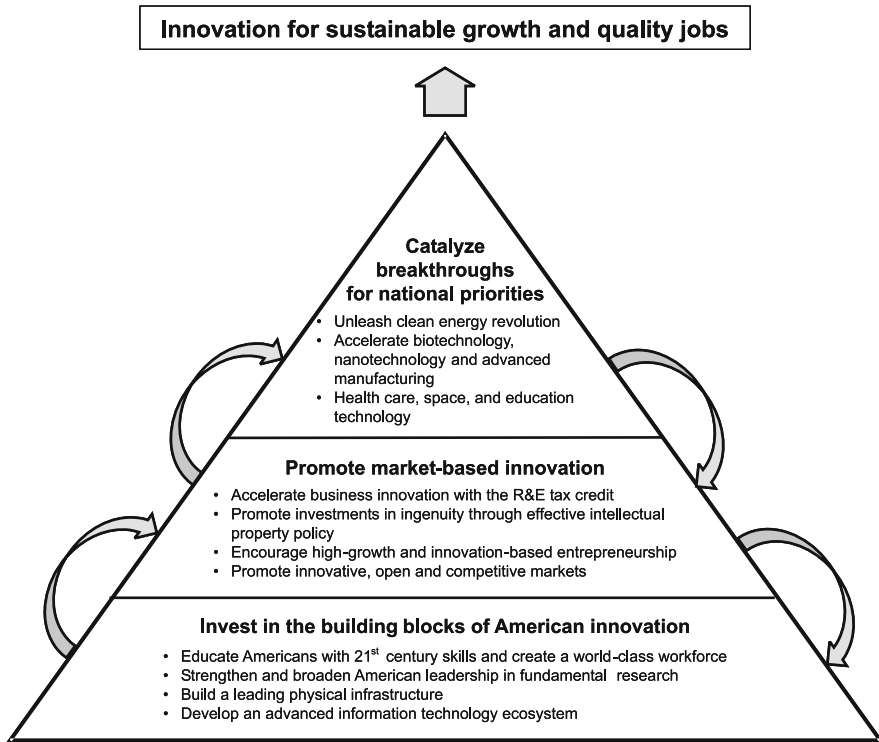 Innovation for sustainable growth and quality jobs
Catalyze
breakthroughs
for national priorities
• Unleash clean energy revolution
• Accelerate biotechnology,
nanotechnology and advanced
manufacturing
• Health care, space, and education
technology
Promote market-based innovation
• Accelerate business innovation with the R&E tax credit
• Promote investments in ingenuity through effective intellectual
property policy
• Encourage high-growth and innovation-based entrepreneurship
• Promote innovative, open and competitive markets
Invest in the building blocks of American innovation
• Educate Americans with 21st century skills and create a world-class workforce
• Strengthen and broaden American leadership in fundamental research
• Build a leading physical infrastructure
• Develop an advanced information technology ecosystem